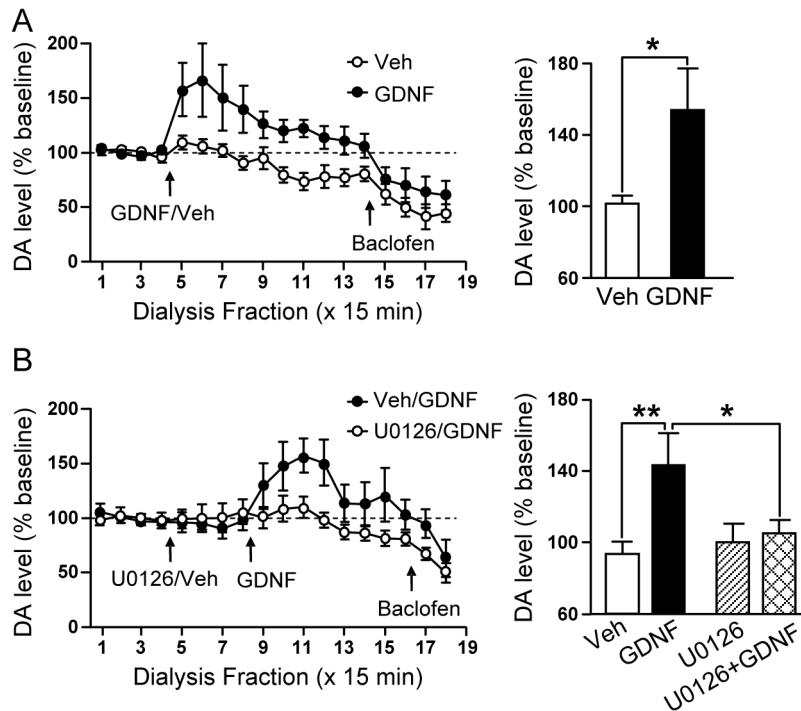 A
DA level (% baseline)
200
150
100
50
0
Veh
GDNF
GDNF/Veh
Baclofen
1 3 5 7 9 11 13 15 17 19
Dialysis Fraction (x 15 min)
DA level (% baseline)
180
140
100
60
*
Veh GDNF
B
DA level (% baseline)
200
150
100
50
0
Veh/GDNF
U0126/GDNF
U0126/Veh
GDNF
Baclofen
1 3 5 7 9 11 13 15 17 19
Dialysis Fraction (x 15 min)
DA level (% baseline)
180
140
100
60
** *
Veh
GDNF
U0126
U0126+GDNF